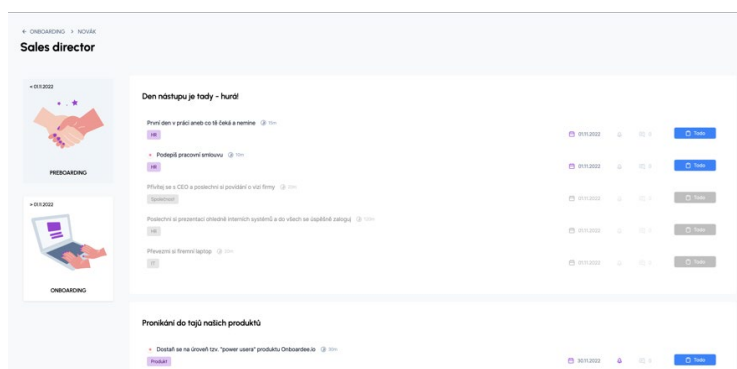 ← ONBOARDING > NOVÁK
Sales director
→ 01.11.2022
PREBOARDING
→ 01.11.2022
ONBOARDING
Den nástupu je tady - hurá!
První den v práci aneb co tě čeká a nemine
HR
01.11.2022
Todo
Podepiš pracovní smlouvu
HR
01.11.2022
Todo
Přivítej se s CEO a poslechni si povídání o vizi firmy
Společnost
01.11.2022
Todo
Poslechni si prezentaci ohledně interních systémů a do všech se úspěšně zaloguj
HR
01.11.2022
Todo
Převezmi si firemní laptop
IT
01.11.2022
Todo
Pronikání do tajů našich produktů
Dostaň se na úroveň tzv. "power usera" produktu Onboardee.io
Produkt
30.11.2022
Todo